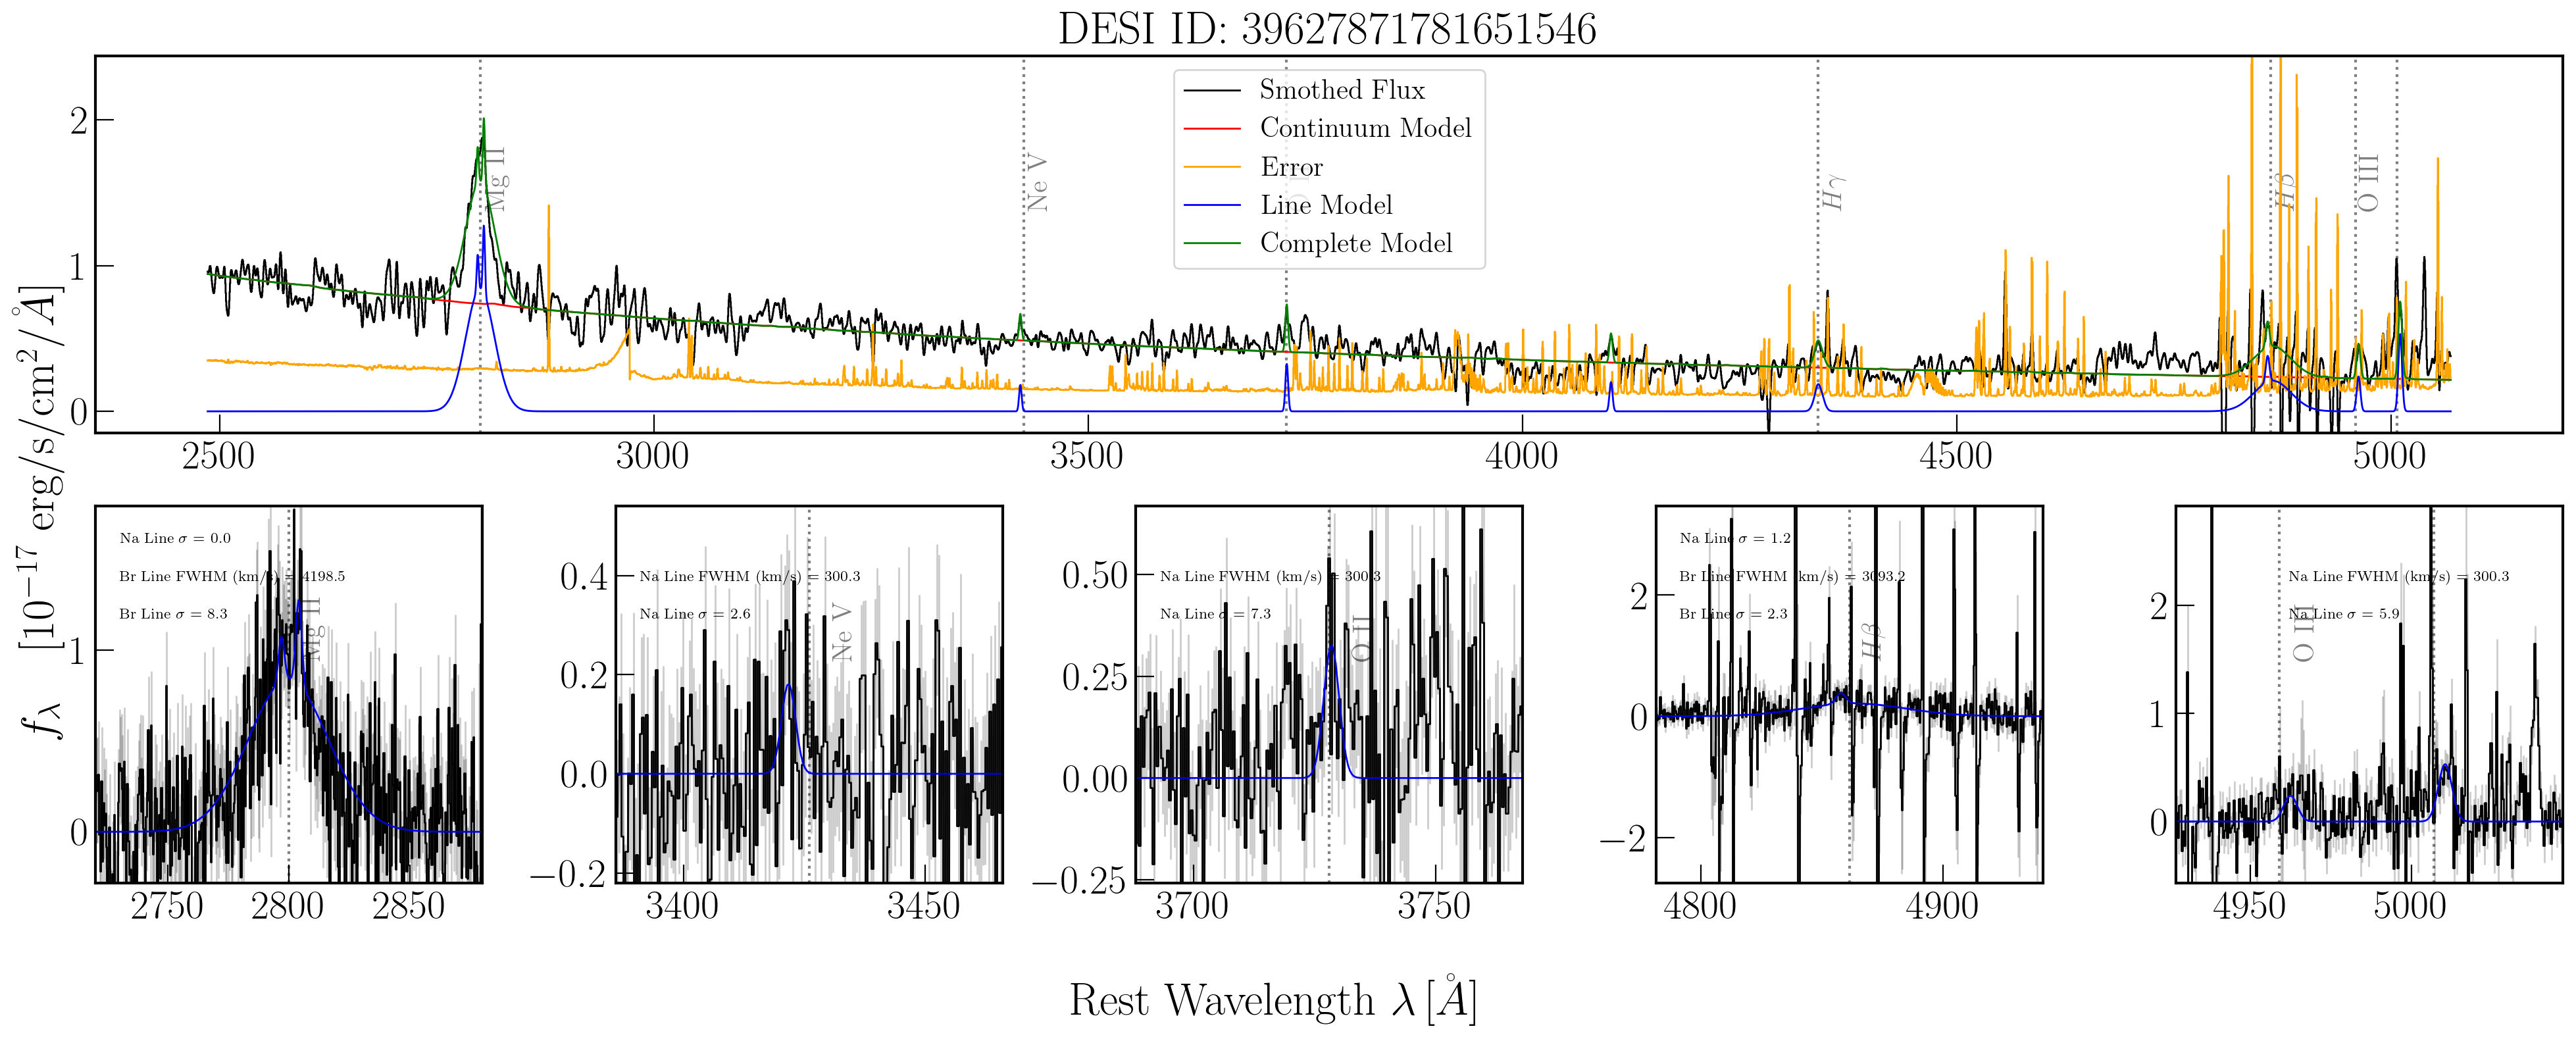 DESI ID: 39627871781651546
Smothed Flux
Continuum Model
Error
Line Model
Complete Model
Mg II
Ne V
Hγ
Hβ
O III
2
1
0
2500
3000
3500
4000
4500
5000
f_λ [10^{-17} erg/s/cm^2/Å]
Na Line σ = 0.0
Br Line FWHM (km/s) = 4198.5
Br Line σ = 8.3
Mg II
1
0
2750
2800
2850
Na Line FWHM (km/s) = 300.3
Na Line σ = 2.6
Ne V
0.4
0.2
0.0
−0.2
3400
3450
Na Line FWHM (km/s) = 300.3
Na Line σ = 7.3
O II
0.50
0.25
0.00
−0.25
3700
3750
Na Line σ = 1.2
Br Line FWHM (km/s) = 3093.2
Br Line σ = 2.3
Hβ
2
0
−2
4800
4900
Na Line FWHM (km/s) = 300.3
Na Line σ = 5.9
O III
2
1
0
4950
5000
Rest Wavelength λ [Å]